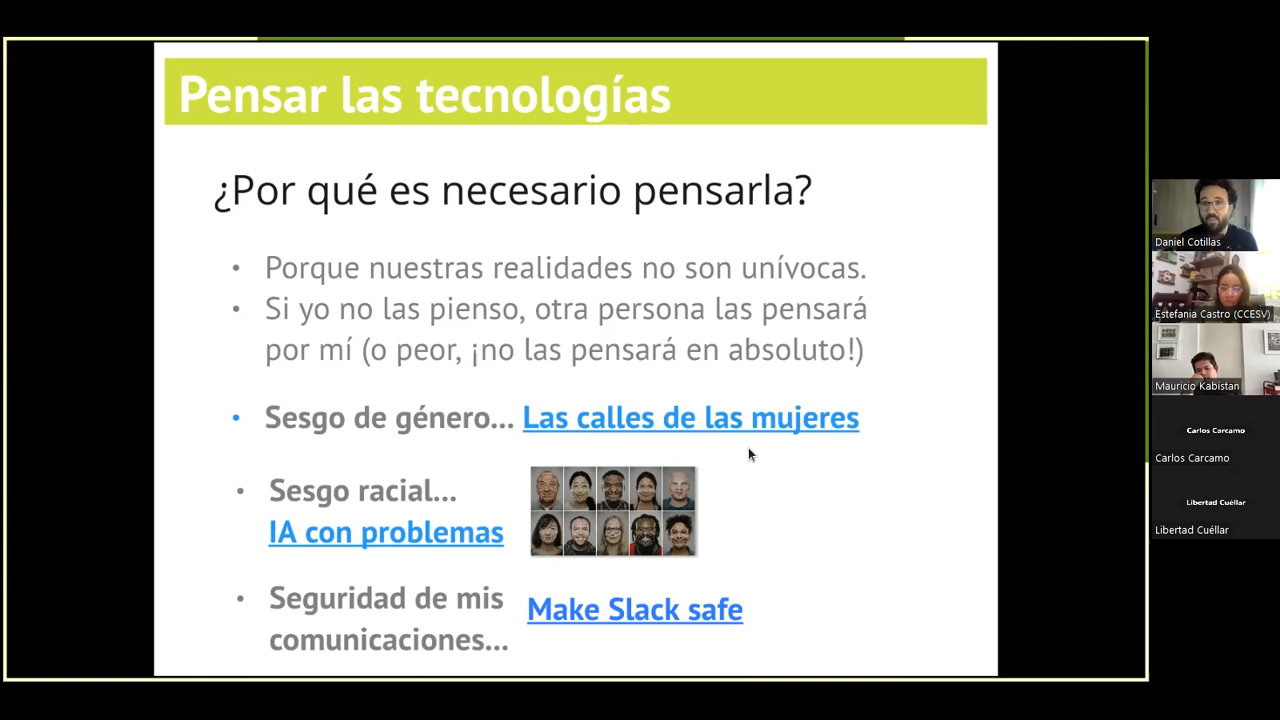 Pensar las tecnologías
¿Por qué es necesario pensarla?
• Porque nuestras realidades no son unívocas.
• Si yo no las pienso, otra persona las pensará
por mí (o peor, ¡no las pensará en absoluto!)
• Sesgo de género... Las calles de las mujeres
• Sesgo racial...
IA con problemas
• Seguridad de mis
comunicaciones...
Make Slack safe
Daniel Cotillas
Estefania Castro (CCESV)
Mauricio Kabistan
Carlos Carcamo
Carlos Carcamo
Libertad Cuéllar
Libertad Cuéllar